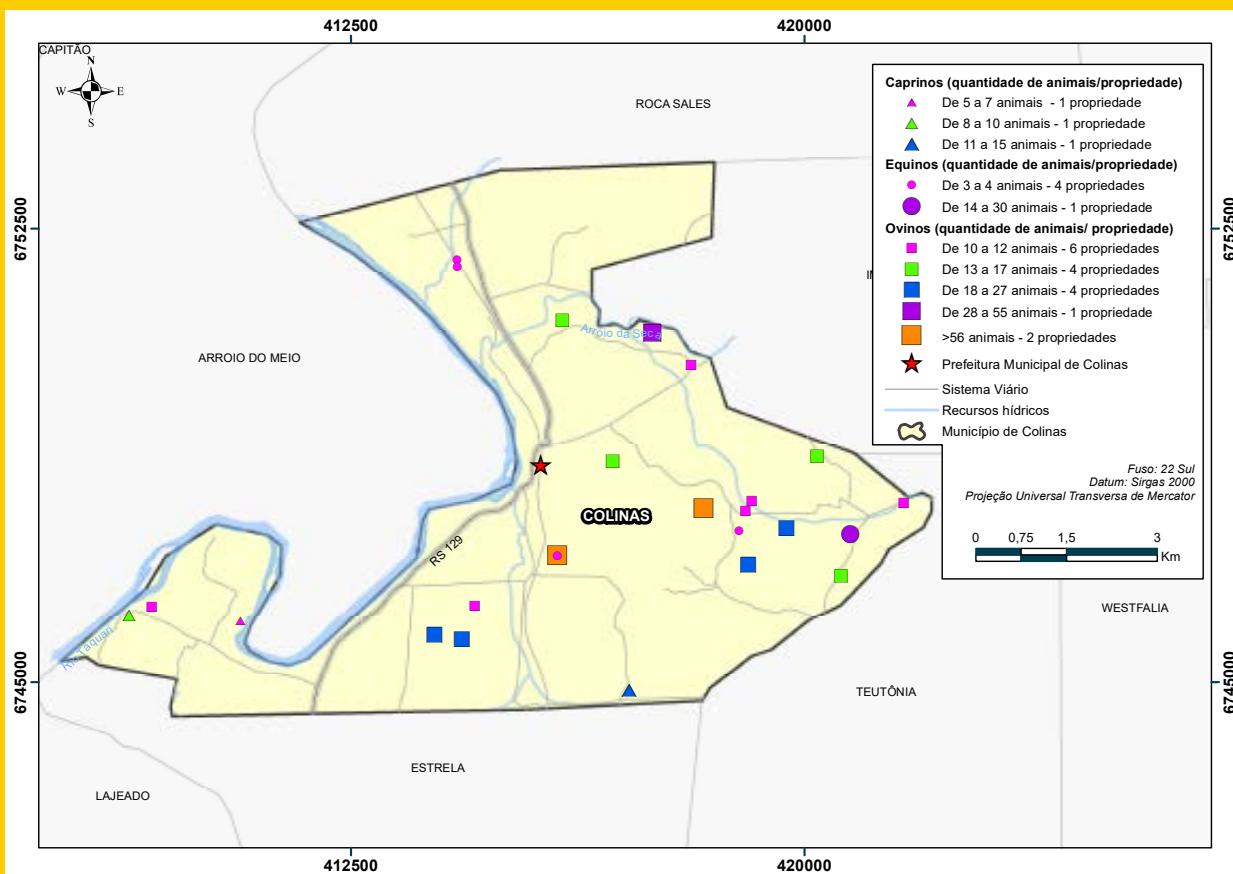 412500
420000
CAPITÃO
N
W
E
S
ROCA SALES
Caprinos (quantidade de animais/propriedade)
De 5 a 7 animais - 1 propriedade
De 8 a 10 animais - 1 propriedade
De 11 a 15 animais - 1 propriedade
Equinos (quantidade de animais/propriedade)
De 3 a 4 animais - 4 propriedades
De 14 a 30 animais - 1 propriedade
Ovinos (quantidade de animais/ propriedade)
De 10 a 12 animais - 6 propriedades
De 13 a 17 animais - 4 propriedades
De 18 a 27 animais - 4 propriedades
De 28 a 55 animais - 1 propriedade
>56 animais - 2 propriedades
Prefeitura Municipal de Colinas
Sistema Viário
Recursos hídricos
Município de Colinas
Fuso: 22 Sul
Datum: Sirgas 2000
Projeção Universal Transversa de Mercator
0 0,75 1,5 3
Km
6752500
6752500
Arroio da Seca
ARROIO DO MEIO
COLINAS
RS 129
Rio Taquari
WESTFALIA
6745000
6745000
TEUTÔNIA
ESTRELA
LAJEADO
412500
420000